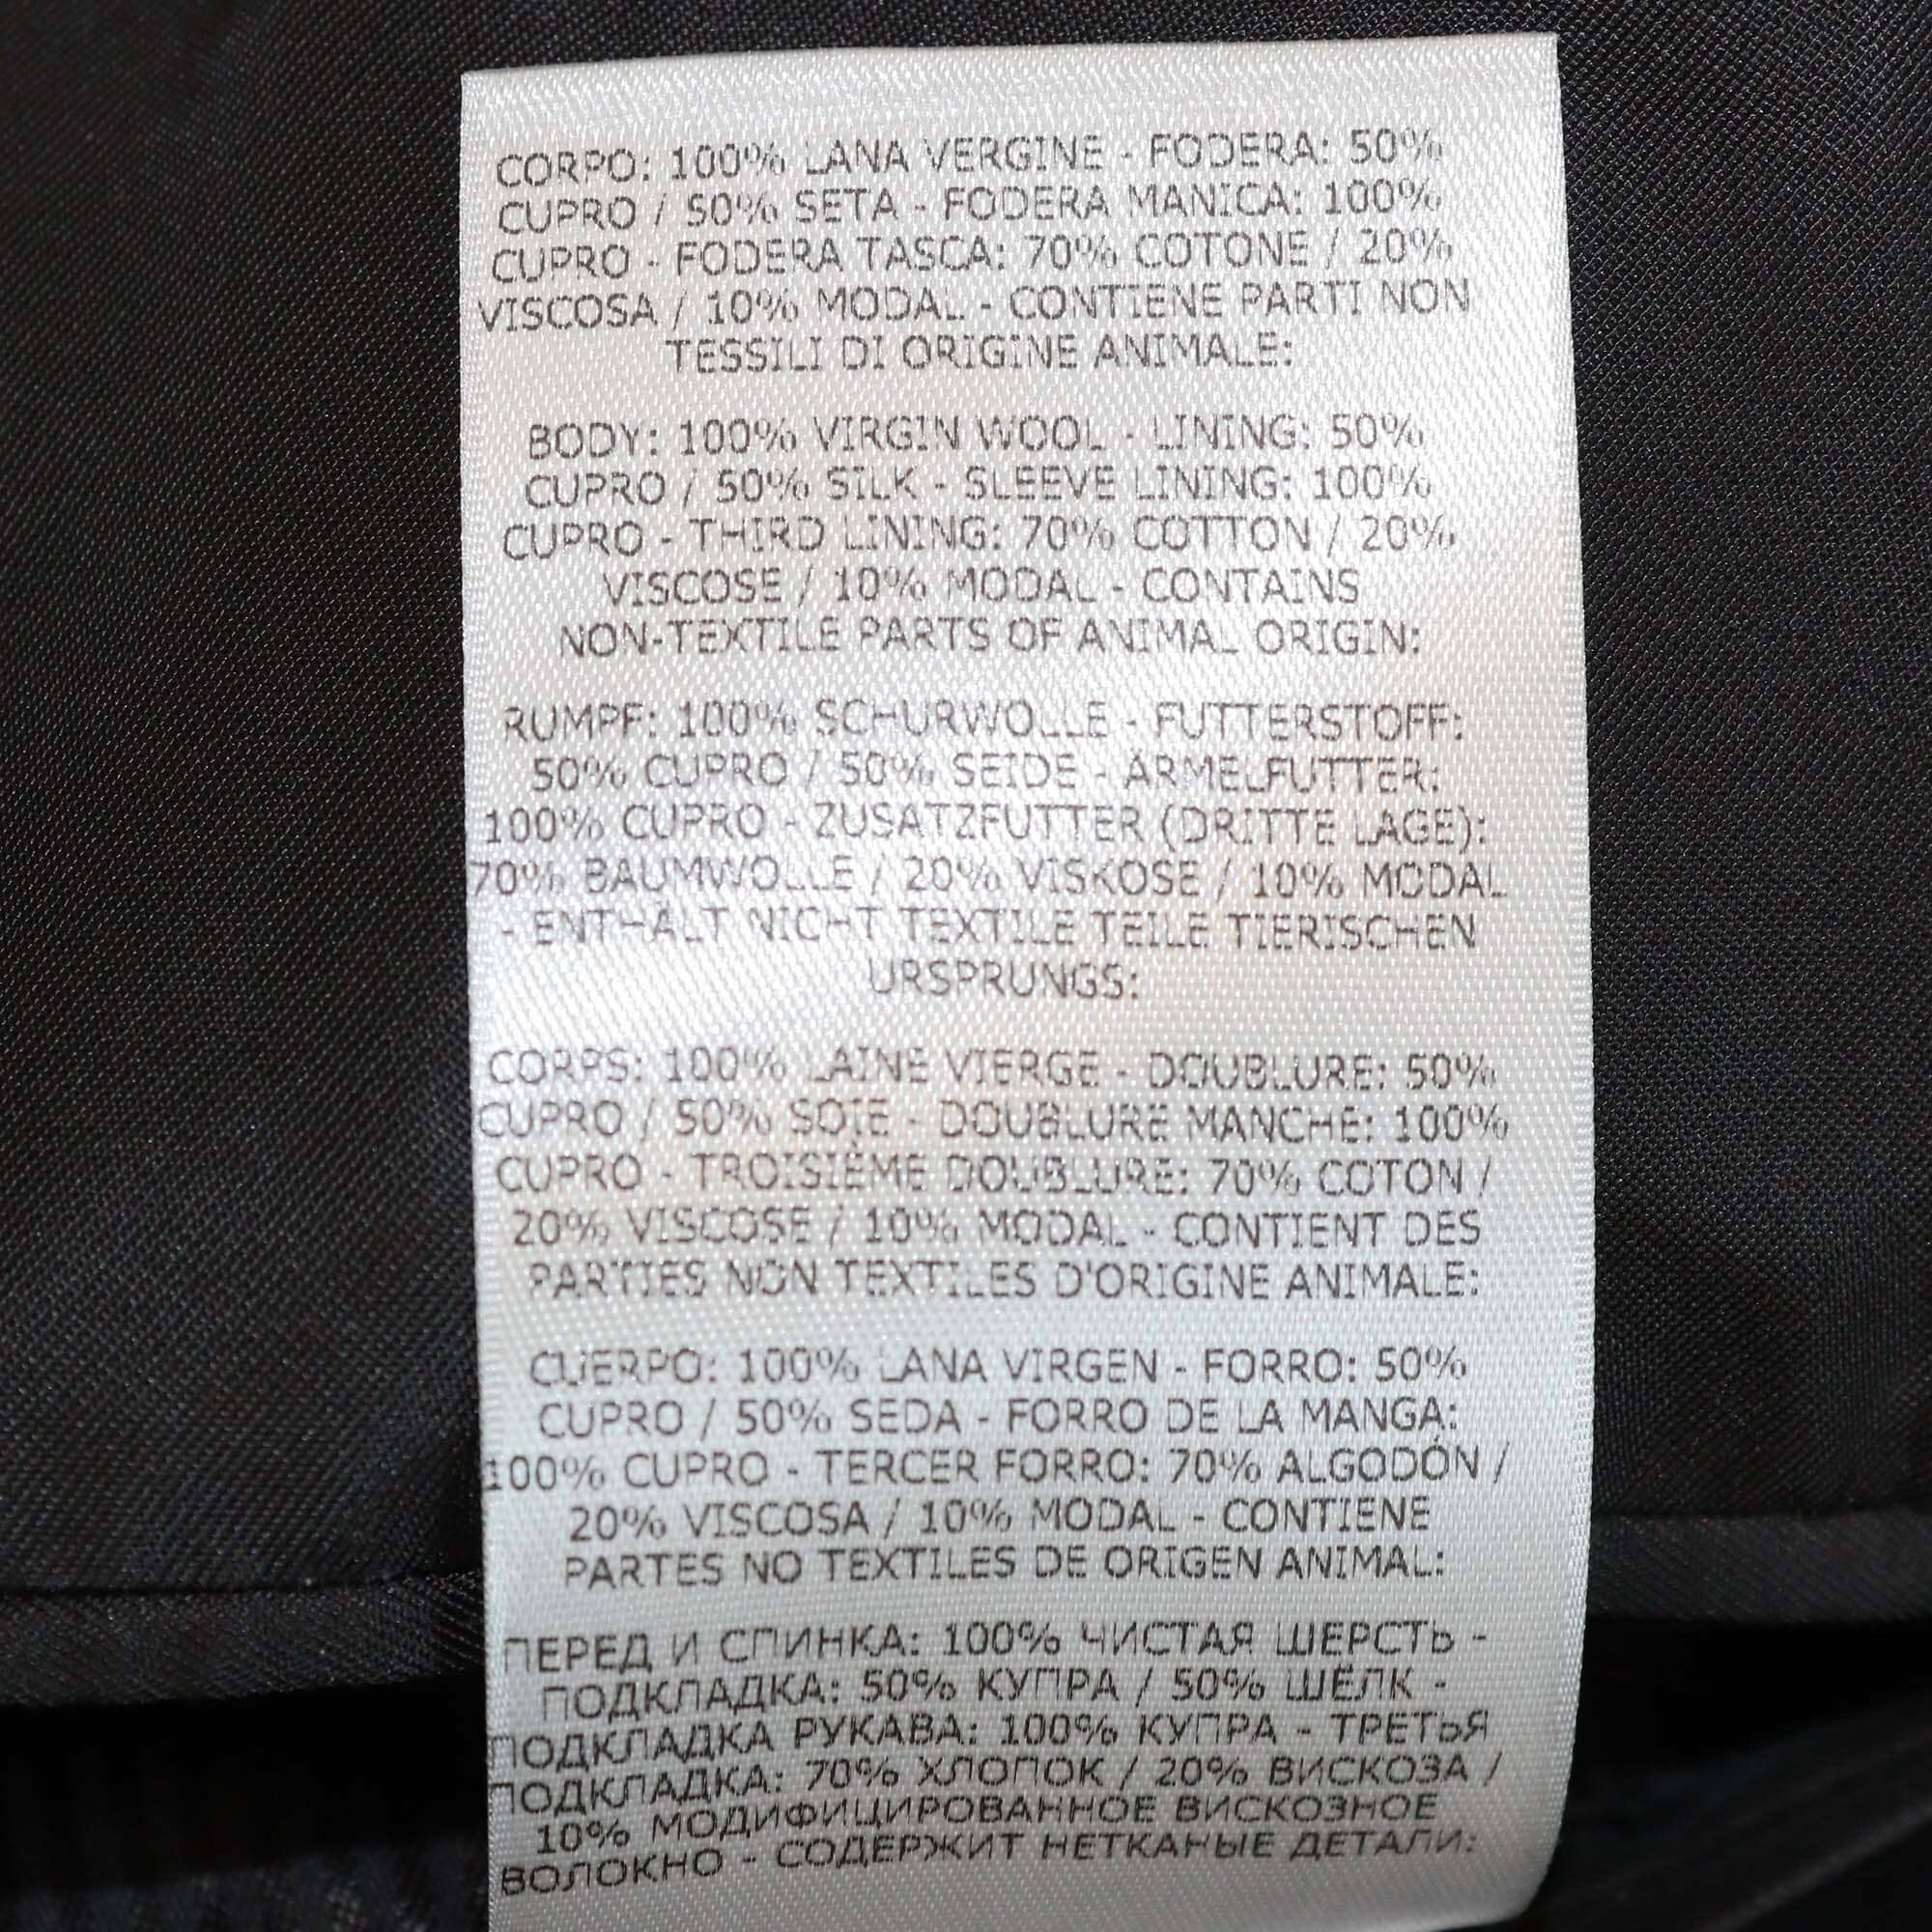 CORPO: 100% LANA VERGINE - FODERA: 50%
CUPRO / 50% SETA - FODERA MANICA: 100%
CUPRO - FODERA TASCA: 70% COTONE / 20%
VISCOSA / 10% MODAL - CONTIENE PARTI NON
TESSILI DI ORIGINE ANIMALE:
BODY: 100% VIRGIN WOOL - LINING: 50%
CUPRO / 50% SILK - SLEEVE LINING: 100%
CUPRO - THIRD LINING: 70% COTTON / 20%
VISCOSE / 10% MODAL - CONTAINS
NON-TEXTILE PARTS OF ANIMAL ORIGIN:
RUMPF: 100% SCHURWOLLE - FUTTERSTOFF:
50% CUPRO / 50% SEIDE - ÄRMELFUTTER:
100% CUPRO - ZUSATZFUTTER (DRITTE LAGE):
70% BAUMWOLLE / 20% VISKOSE / 10% MODAL
- ENTHÄLT NICHT TEXTILE TEILE TIERISCHEN
URSPRUNGS:
CORPS: 100% LAINE VIERGE - DOUBLURE: 50%
CUPRO / 50% SOIE - DOUBLURE MANCHE: 100%
CUPRO - TROISIÈME DOUBLURE: 70% COTON /
20% VISCOSE / 10% MODAL - CONTIENT DES
PARTIES NON TEXTILES D'ORIGINE ANIMALE:
CUERPO: 100% LANA VIRGEN - FORRO: 50%
CUPRO / 50% SEDA - FORRO DE LA MANGA:
100% CUPRO - TERCER FORRO: 70% ALGODÓN /
20% VISCOSA / 10% MODAL - CONTIENE
PARTES NO TEXTILES DE ORIGEN ANIMAL:
ПЕРЕД И СПИНКА: 100% ЧИСТАЯ ШЕРСТЬ -
ПОДКЛАДКА: 50% КУПРА / 50% ШЁЛК -
ПОДКЛАДКА РУКАВА: 100% КУПРА - ТРЕТЬЯ
ПОДКЛАДКА: 70% ХЛОПОК / 20% ВИСКОЗА /
10% МОДИФИЦИРОВАННОЕ ВИСКОЗНОЕ
ВОЛОКНО - СОДЕРЖИТ НЕТКАНЫЕ ДЕТАЛИ: